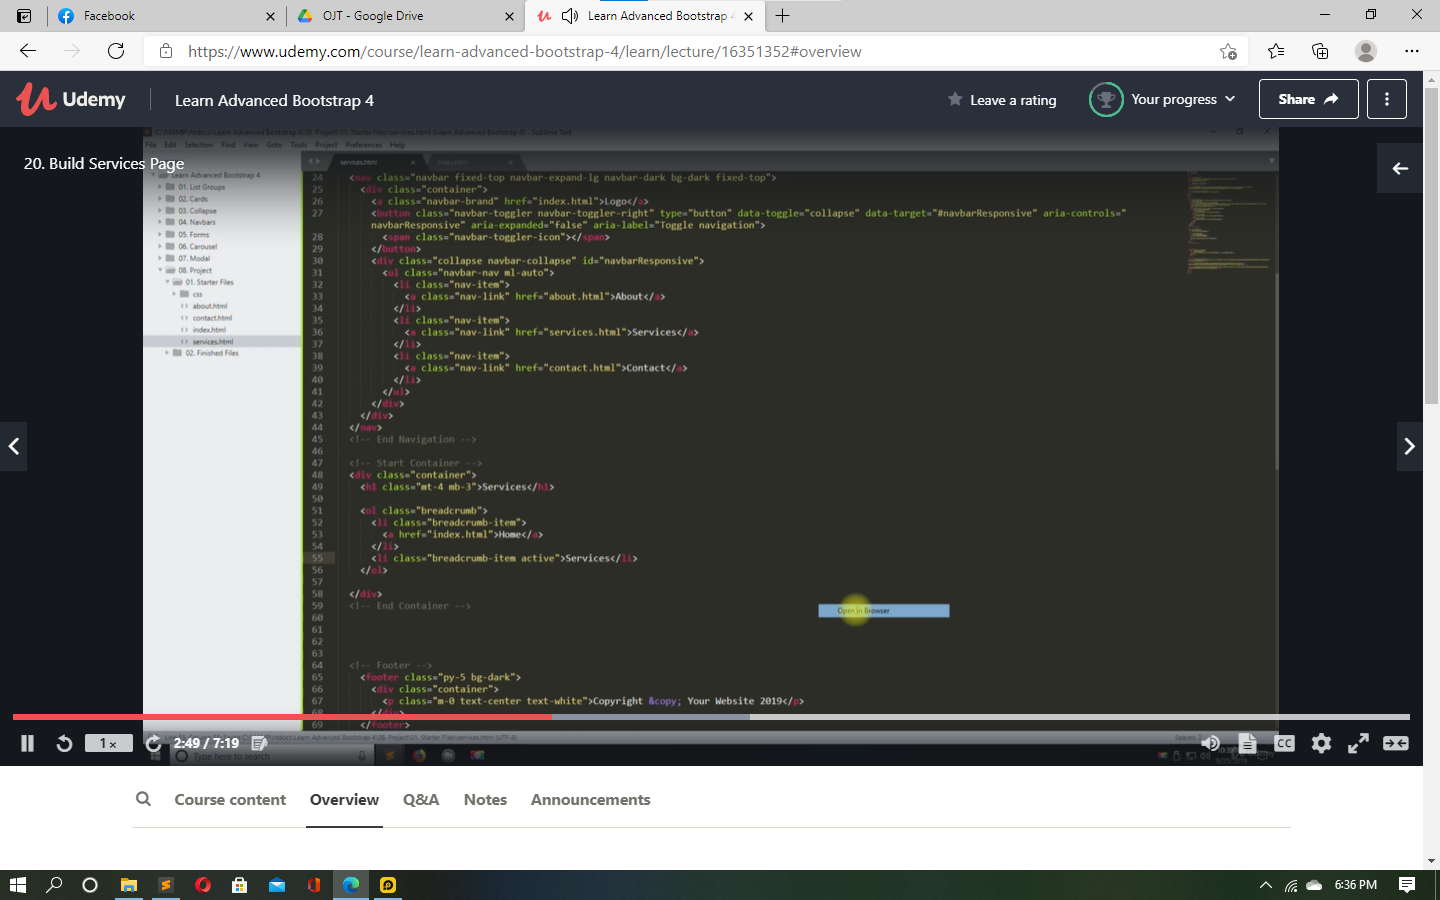 Facebook
OJT - Google Drive
Learn Advanced Bootstrap 4
https://www.udemy.com/course/learn-advanced-bootstrap-4/learn/lecture/16351352#overview
Udemy
Learn Advanced Bootstrap 4
Leave a rating
Your progress
Share
File Edit Selection Find View Goto Tools Project Preferences Help
20. Build Services Page
services.html
index.html
Learn Advanced Bootstrap 4
01. List Groups
02. Cards
03. Collapse
04. Navbars
05. Forms
06. Carousel
07. Modal
08. Project
01. Starter Files
css
about.html
contact.html
index.html
services.html
02. Finished Files
24 <nav class="navbar fixed-top navbar-expand-lg navbar-dark bg-dark fixed-top">
25 <div class="container">
26 <a class="navbar-brand" href="index.html">Logo</a>
27 <button class="navbar-toggler navbar-toggler-right" type="button" data-toggle="collapse" data-target="#navbarResponsive" aria-controls="
navbarResponsive" aria-expanded="false" aria-label="Toggle navigation">
28 <span class="navbar-toggler-icon"></span>
29 </button>
30 <div class="collapse navbar-collapse" id="navbarResponsive">
31 <ul class="navbar-nav ml-auto">
32 <li class="nav-item">
33 <a class="nav-link" href="about.html">About</a>
34 </li>
35 <li class="nav-item">
36 <a class="nav-link" href="services.html">Services</a>
37 </li>
38 <li class="nav-item">
39 <a class="nav-link" href="contact.html">Contact</a>
40 </li>
41 </ul>
42 </div>
43 </div>
44 </nav>
45 <!-- End Navigation -->
46
47 <!-- Start Container -->
48 <div class="container">
49 <h1 class="mt-4 mb-3">Services</h1>
50
51 <ol class="breadcrumb">
52 <li class="breadcrumb-item">
53 <a href="index.html">Home</a>
54 </li>
55 <li class="breadcrumb-item active">Services</li>
56 </ol>
57
58 </div>
59 <!-- End Container -->
60
61
62
63
64 <!-- Footer -->
65 <footer class="py-5 bg-dark">
66 <div class="container">
67 <p class="m-0 text-center text-white">Copyright &copy; Your Website 2019</p>
68 </div>
69 </footer>
Open in Browser
1x
2:49 / 7:19
CC
Type here to search
Course content
Overview
Q&A
Notes
Announcements
6:36 PM